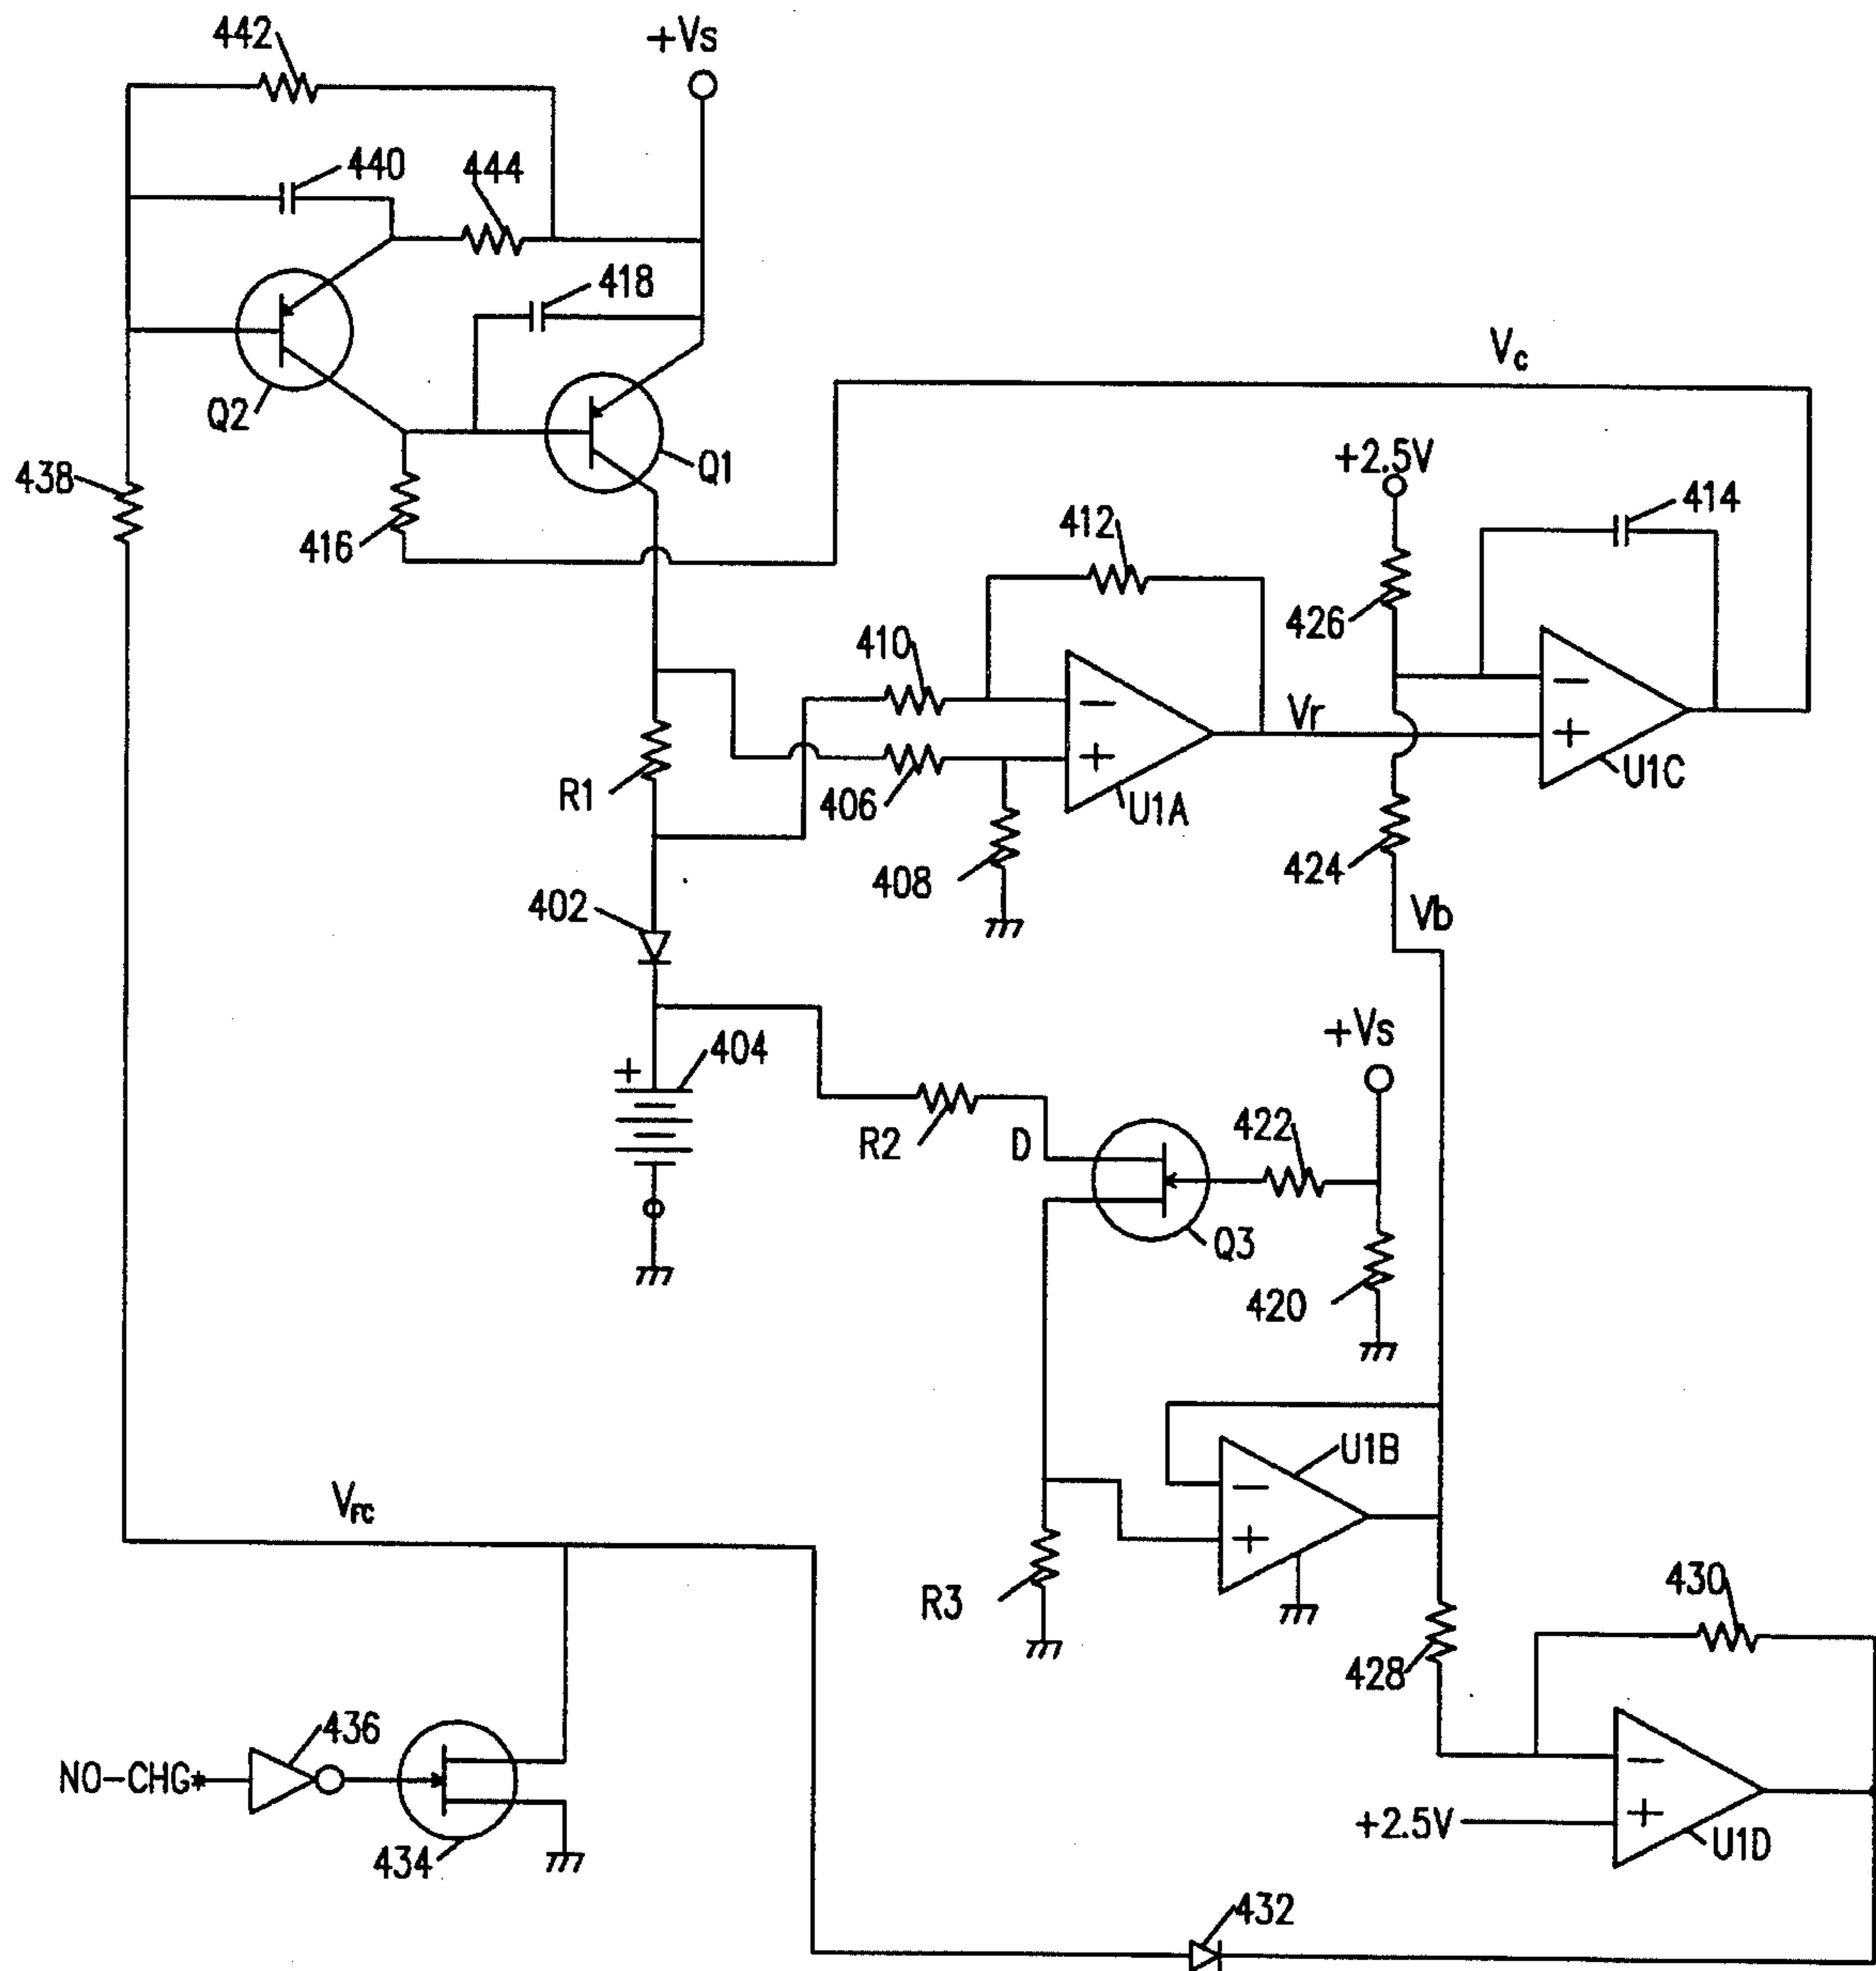 442
+Vs
440
444
418
Q2
Q1
Vc
438
416
+2.5V
414
412
426
410
Vr
R1
406
U1A
U1C
408
424
402
Vb
+
404
+Vs
R2
D
422
Q3
420
U1B
VFC
R3
430
428
436
NO-CHG*
434
+2.5V
U1D
432
− +
− +
− +
− +